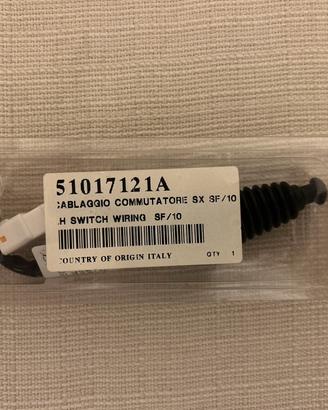 51017121A
CABLAGGIO COMMUTATORE SX SF/10
.H SWITCH WIRING SF/10
COUNTRY OF ORIGIN ITALY QTY 1